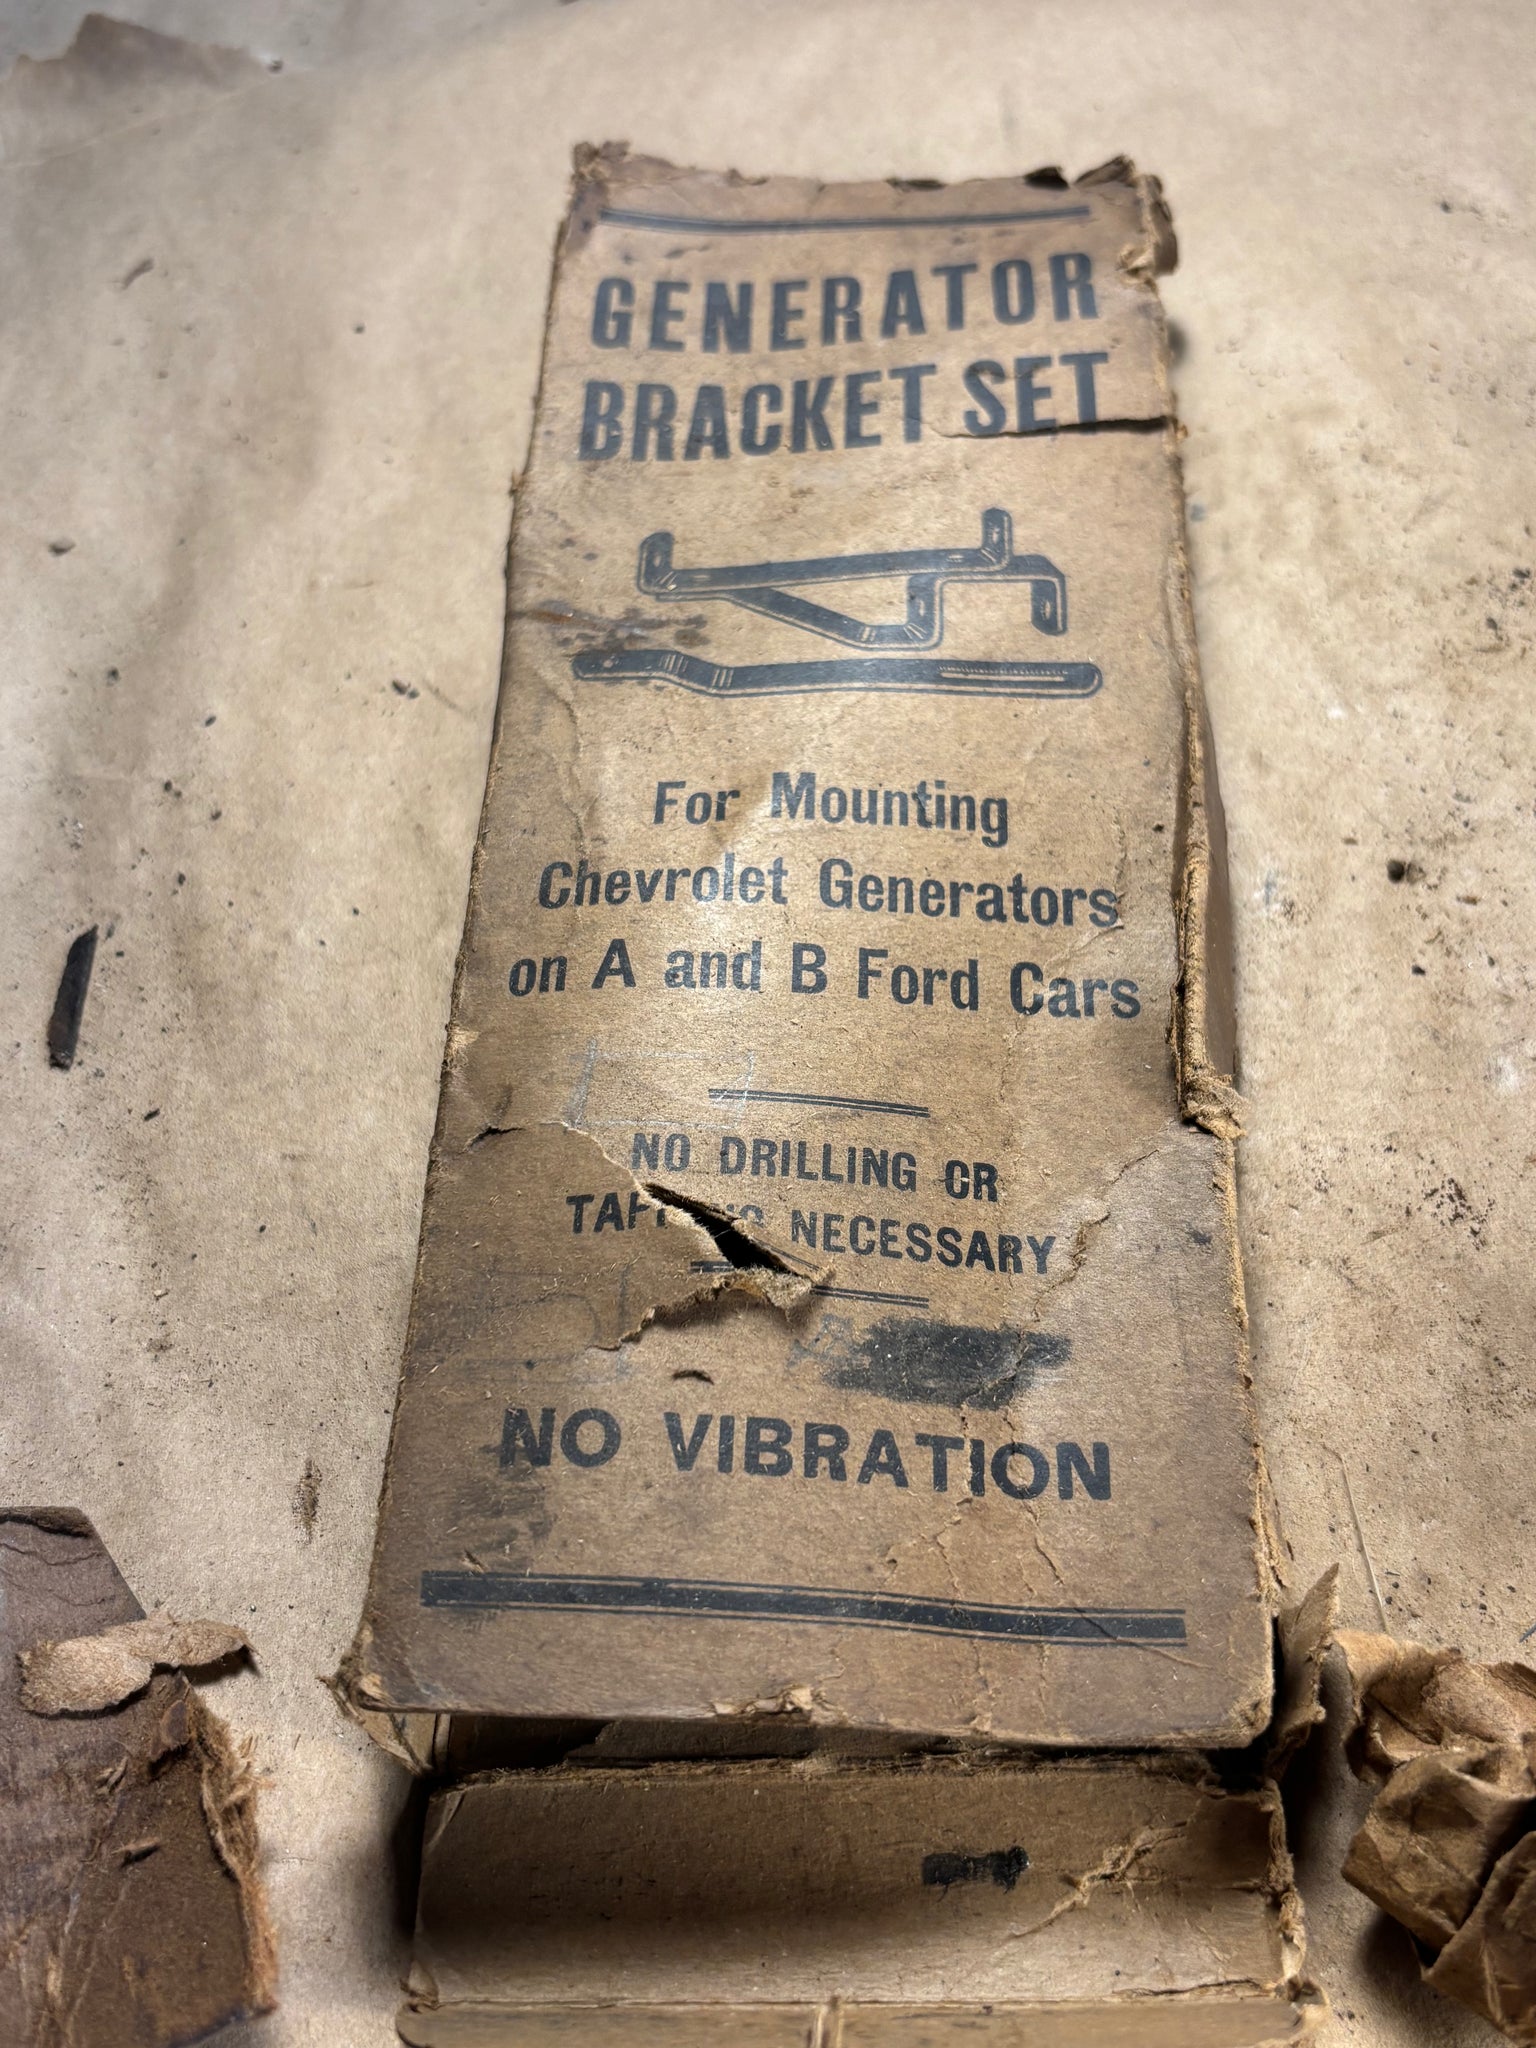 GENERATOR
BRACKET SET
For Mounting
Chevrolet Generators
on A and B Ford Cars
NO DRILLING OR
NECESSARY
NO VIBRATION